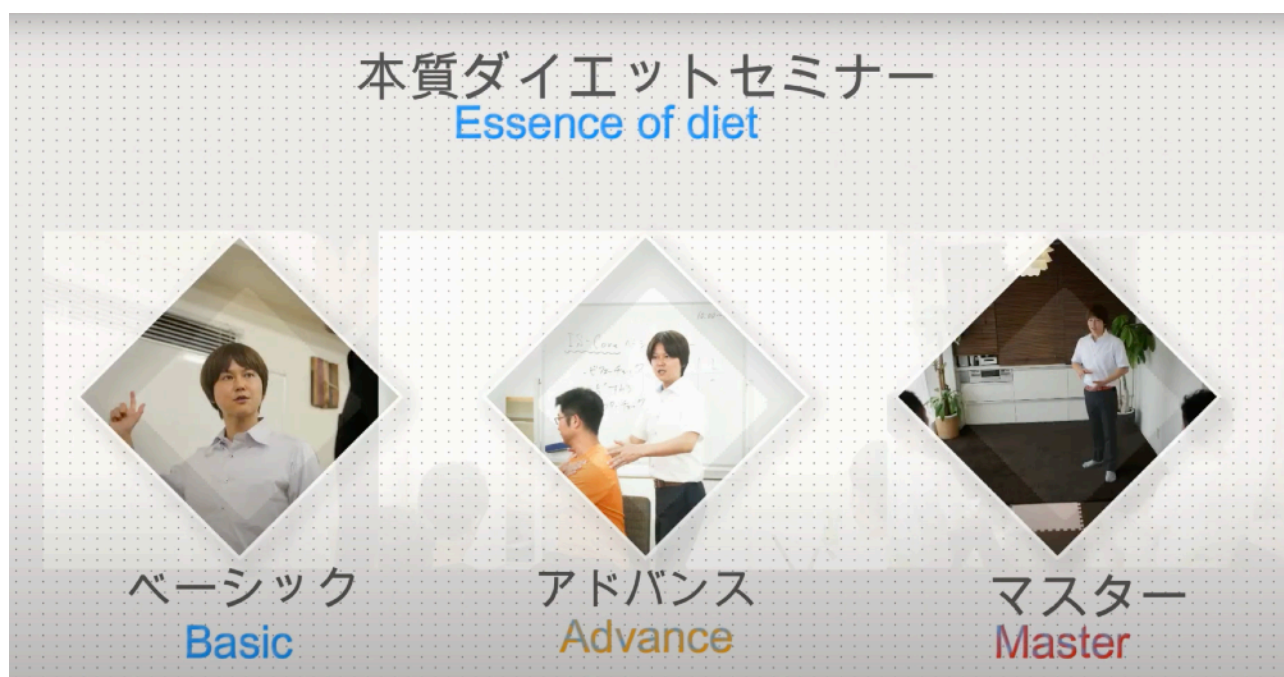 本質ダイエットセミナー
Essence of diet
ベーシック
Basic
アドバンス
Advance
マスター
Master